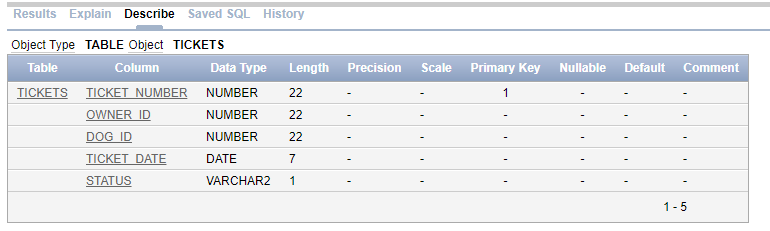 Results Explain Describe Saved SQL History
Object Type TABLE Object TICKETS
Table Column Data Type Length Precision Scale Primary Key Nullable Default Comment
TICKETS TICKET_NUMBER NUMBER 22 - - 1 - - -
OWNER_ID NUMBER 22 - - - - - -
DOG_ID NUMBER 22 - - - - - -
TICKET_DATE DATE 7 - - - - - -
STATUS VARCHAR2 1 - - - - - -
1 - 5